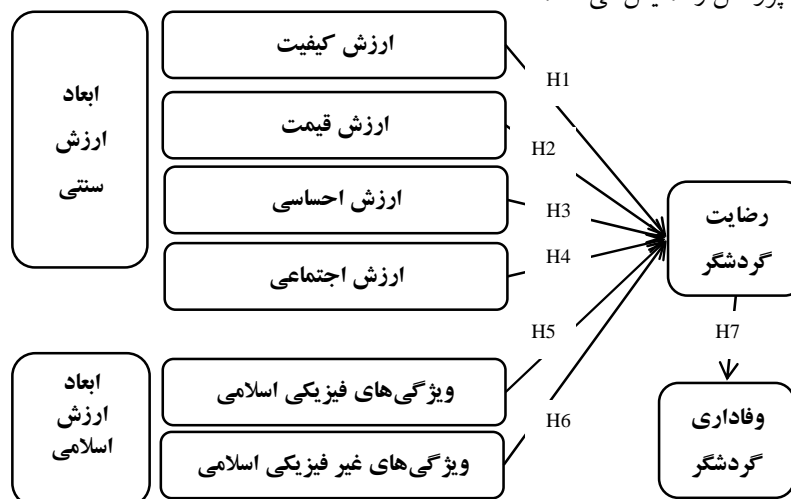 ابعاد
ارزش
سنتی
ارزش کیفیت
ارزش قیمت
ارزش احساسی
ارزش اجتماعی
H1
H2
H3
H4
رضایت
گردشگر
ابعاد
ارزش
اسلامی
ویژگی‌های فیزیکی اسلامی
ویژگی‌های غیر فیزیکی اسلامی
H5
H6
H7
وفاداری
گردشگر